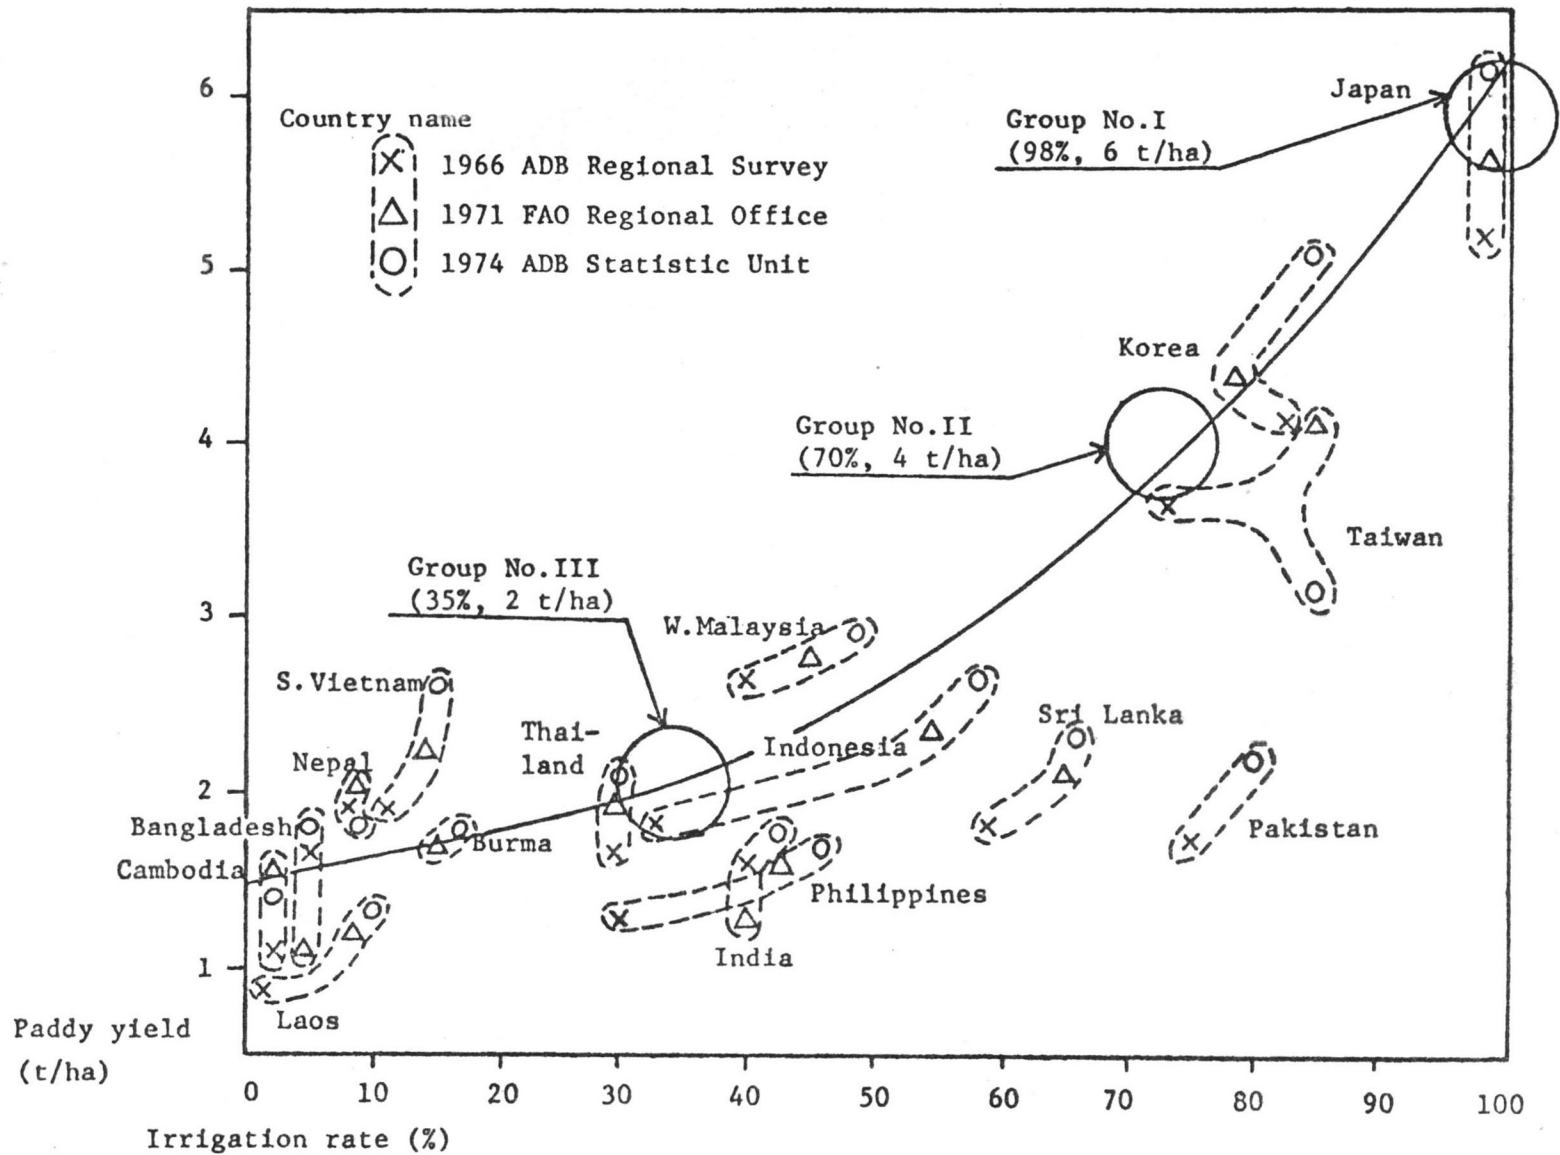 6
5
4
3
2
1
Country name
1966 ADB Regional Survey
1971 FAO Regional Office
1974 ADB Statistic Unit
Japan
Group No.I
(98%, 6 t/ha)
Korea
Group No.II
(70%, 4 t/ha)
Taiwan
Group No.III
(35%, 2 t/ha)
W.Malaysia
S.Vietnam
Thai-
land
Indonesia
Sri Lanka
Nepal
Bangladesh
Burma
Pakistan
Cambodia
Philippines
India
Laos
Paddy yield
(t/ha)
0 10 20 30 40 50 60 70 80 90 100
Irrigation rate (%)